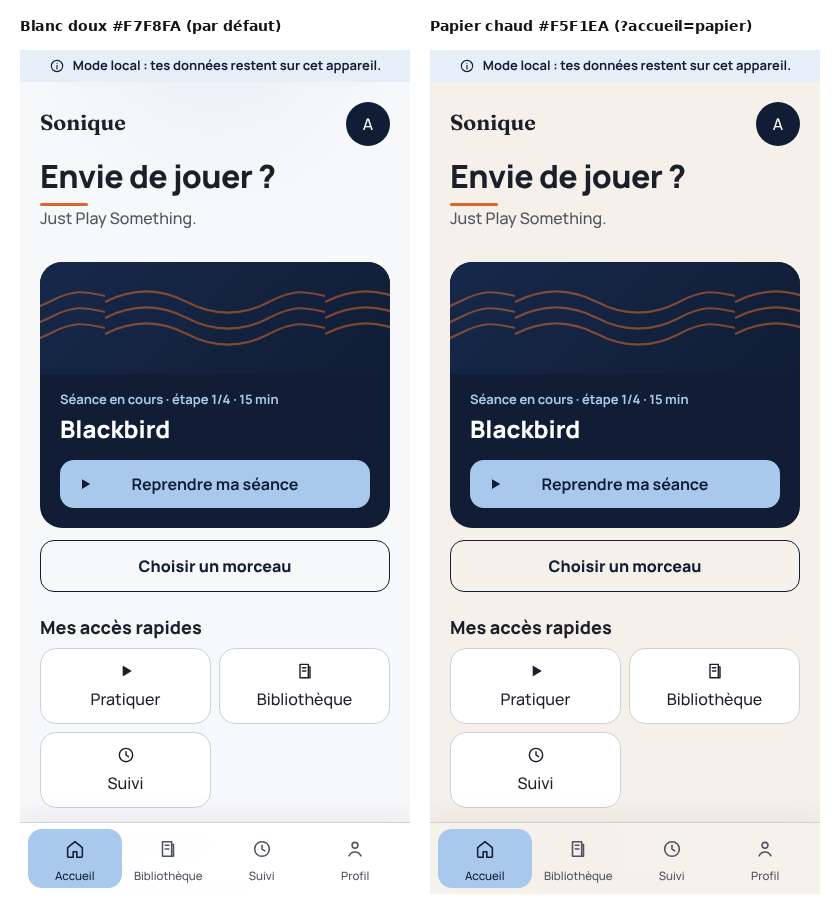 Blanc doux #F7F8FA (par défaut)
Mode local : tes données restent sur cet appareil.
Sonique
A
Envie de jouer ?
Just Play Something.
Séance en cours · étape 1/4 · 15 min
Blackbird
Reprendre ma séance
Choisir un morceau
Mes accès rapides
Pratiquer
Bibliothèque
Suivi
Accueil
Bibliothèque
Suivi
Profil
Papier chaud #F5F1EA (?accueil=papier)
Mode local : tes données restent sur cet appareil.
Sonique
A
Envie de jouer ?
Just Play Something.
Séance en cours · étape 1/4 · 15 min
Blackbird
Reprendre ma séance
Choisir un morceau
Mes accès rapides
Pratiquer
Bibliothèque
Suivi
Accueil
Bibliothèque
Suivi
Profil